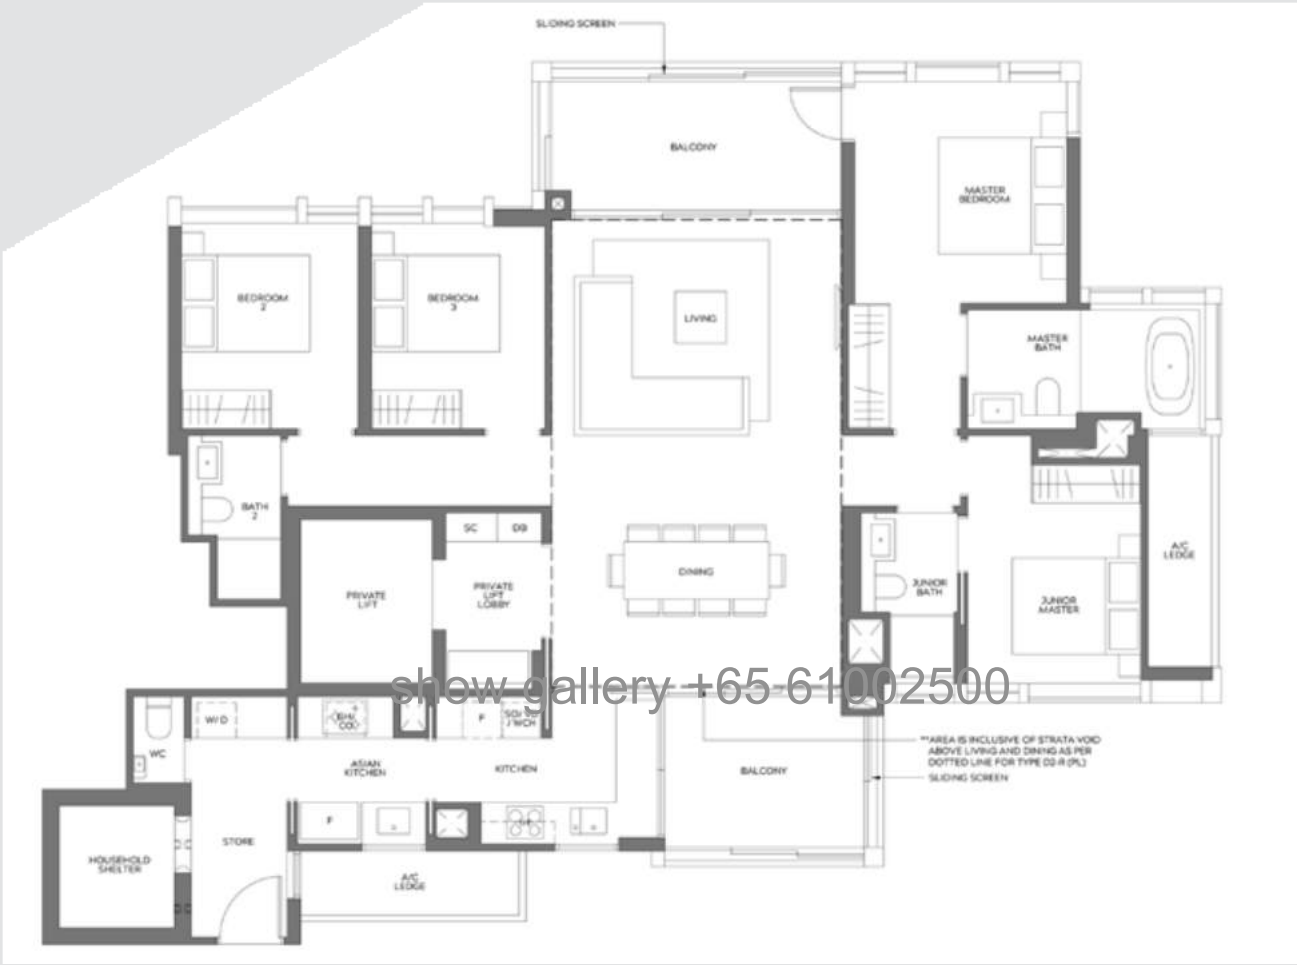 SLIDING SCREEN
BALCONY
MASTER
BEDROOM
BEDROOM
2
BEDROOM
3
LIVING
MASTER
BATH
BATH
2
SC
DB
DINING
PRIVATE
LIFT
PRIVATE
LIFT
LOBBY
JUNIOR
BATH
JUNIOR
MASTER
A/C
LEDGE
show gallery +65 61002500
W/D
F
WC
ASIAN
KITCHEN
KITCHEN
BALCONY
**AREA IS INCLUSIVE OF STRATA VOID
ABOVE LIVING AND DINING AS PER
DOTTED LINE FOR TYPE D2-R (PL)
SLIDING SCREEN
F
STORE
HOUSEHOLD
SHELTER
A/C
LEDGE